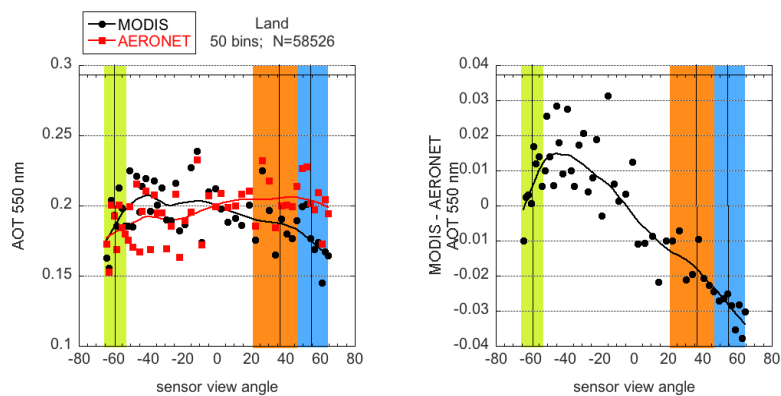 MODIS
AERONET
Land
50 bins; N=58526
0.3
0.25
0.2
0.15
0.1
AOT 550 nm
-80 -60 -40 -20 0 20 40 60 80
sensor view angle
0.04
0.03
0.02
0.01
0
-0.01
-0.02
-0.03
-0.04
MODIS - AERONET
AOT 550 nm
-80 -60 -40 -20 0 20 40 60 80
sensor view angle